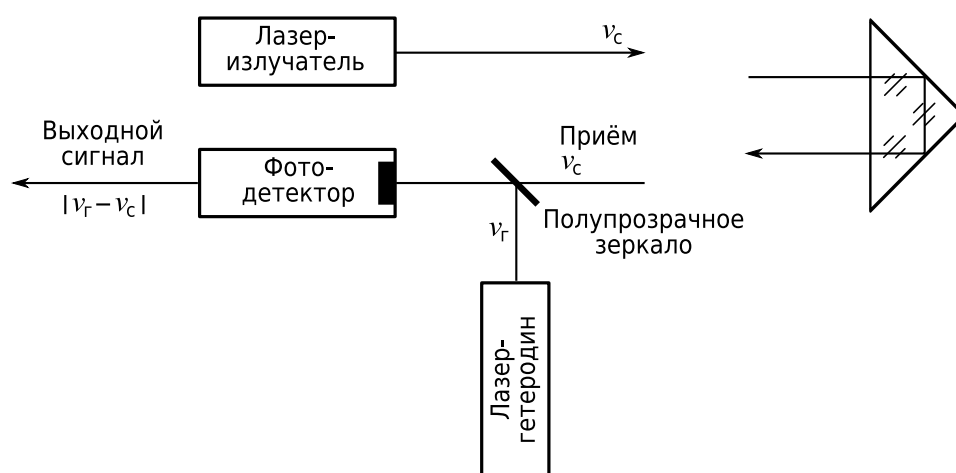 Лазер-
излучатель
νс
Выходной
сигнал
|νг – νс|
Фото-
детектор
Приём
νс
νг
Полупрозрачное
зеркало
Лазер-
гетеродин